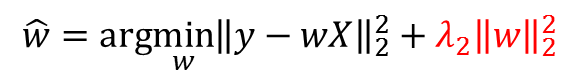 ŵ = argmin‖y − wX‖₂² + λ₂‖w‖₂²
w